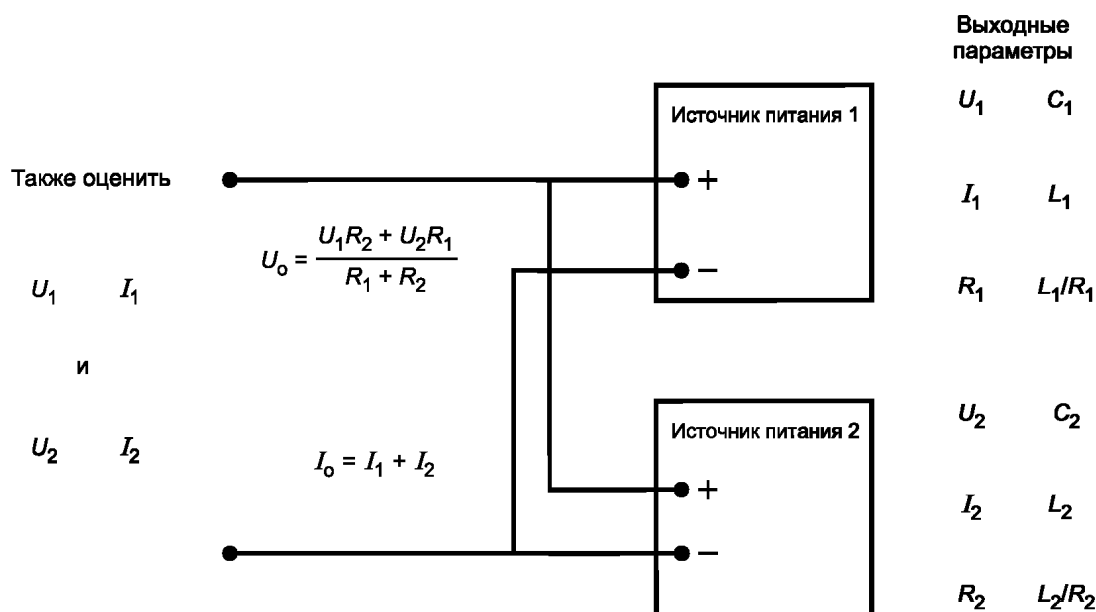 Выходные
параметры
Источник питания 1
U₁ C₁
Также оценить
+
I₁ L₁
Uₒ = (U₁R₂ + U₂R₁) / (R₁ + R₂)
–
U₁ I₁
R₁ L₁/R₁
и
Источник питания 2
U₂ C₂
U₂ I₂
Iₒ = I₁ + I₂
+
I₂ L₂
–
R₂ L₂/R₂